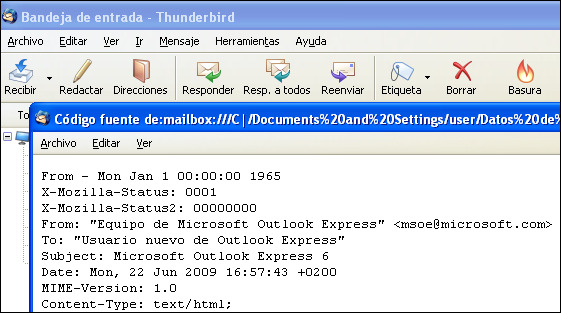 Bandeja de entrada - Thunderbird
Archivo Editar Ver Ir Mensaje Herramientas Ayuda
Recibir Redactar Direcciones Responder Resp. a todos Reenviar Etiqueta Borrar Basura
To
Código fuente de:mailbox:///C|/Documents%20and%20Settings/user/Datos%20de%
Archivo Editar Ver
From - Mon Jan 1 00:00:00 1965
X-Mozilla-Status: 0001
X-Mozilla-Status2: 00000000
From: "Equipo de Microsoft Outlook Express" <msoe@microsoft.com>
To: "Usuario nuevo de Outlook Express"
Subject: Microsoft Outlook Express 6
Date: Mon, 22 Jun 2009 16:57:43 +0200
MIME-Version: 1.0
Content-Type: text/html;